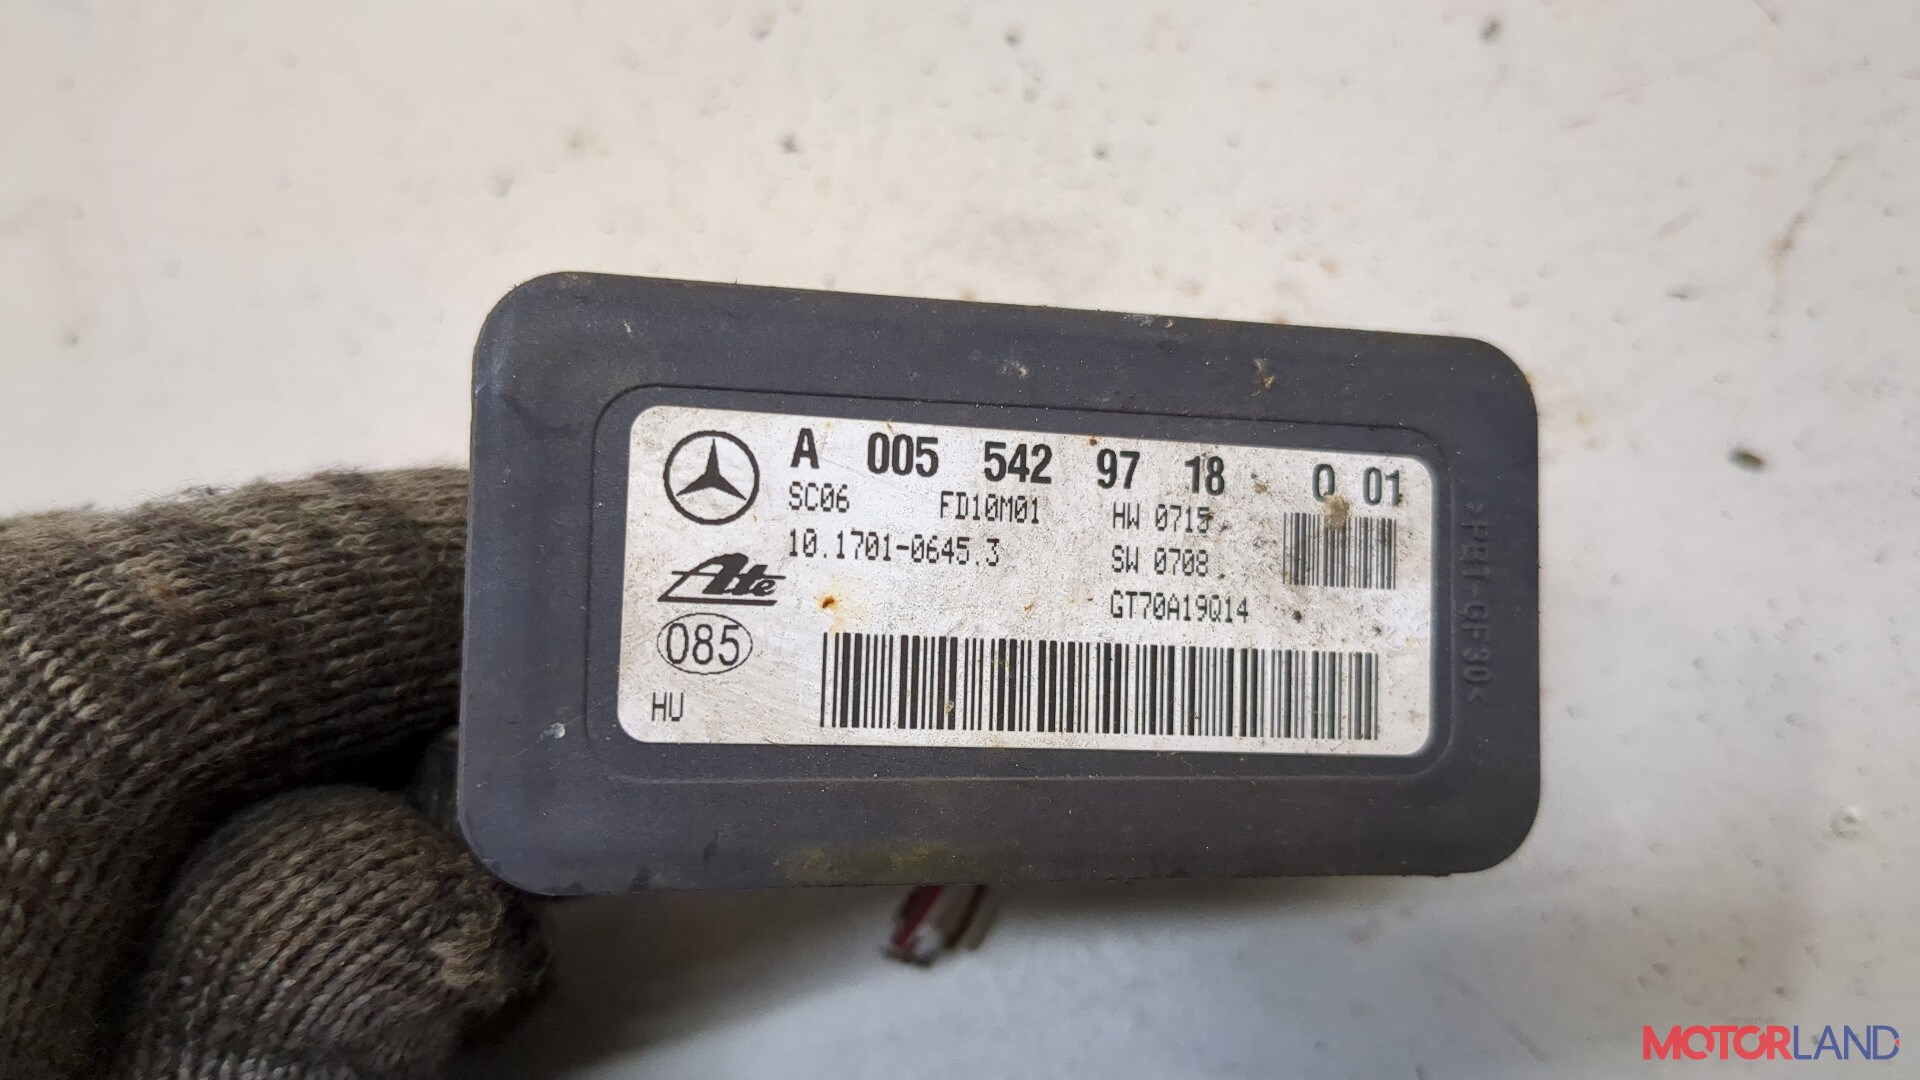 A 005 542 97 18 Q 01
SC06 FD10M01 HW 0715
10.1701-0645.3 SW 0708
Ate
GT70A19Q14
085
HU
>PBT-GF30<
MOTORLAND